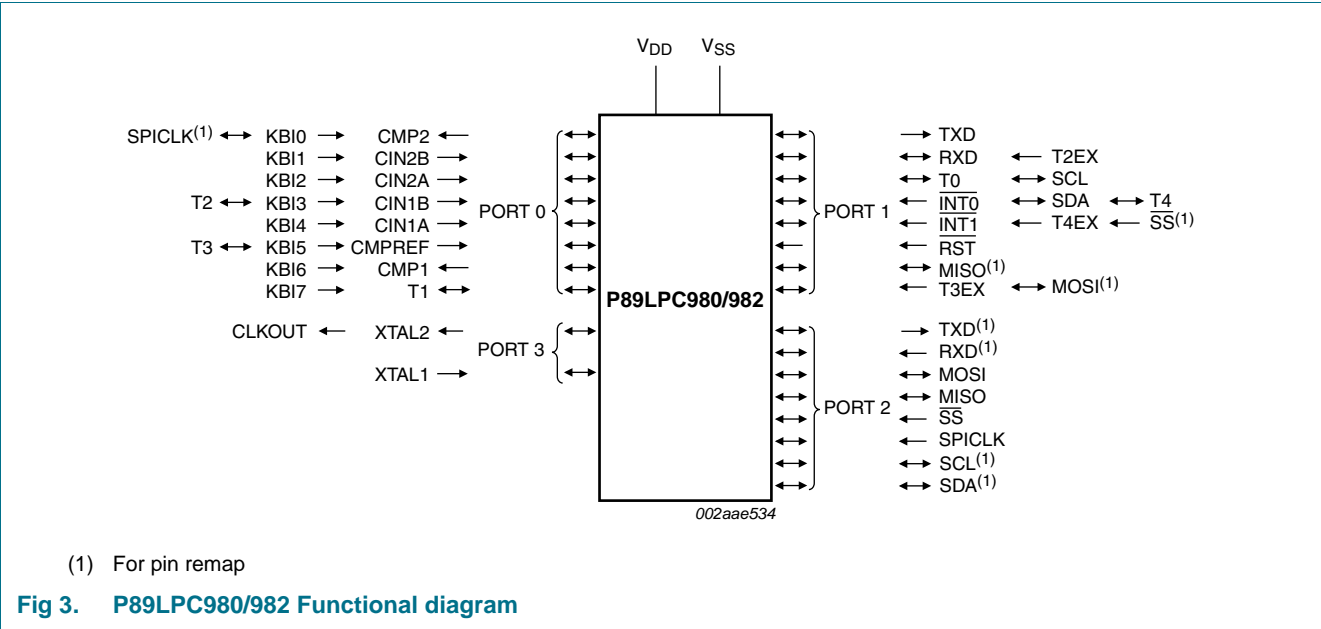 VDD VSS
SPICLK(1) KBI0 CMP2 TXD
KBI1 CIN2B RXD T2EX
KBI2 CIN2A T0 SCL
T2 KBI3 CIN1B PORT 0 PORT 1 INT0 SDA T4
KBI4 CIN1A INT1 T4EX SS(1)
T3 KBI5 CMPREF RST
KBI6 CMP1 MISO(1)
KBI7 T1 P89LPC980/982 T3EX MOSI(1)
CLKOUT XTAL2 TXD(1)
PORT 3 RXD(1)
XTAL1 MOSI
MISO
PORT 2 SS
SPICLK
SCL(1)
SDA(1)
002aae534
(1) For pin remap
Fig 3. P89LPC980/982 Functional diagram